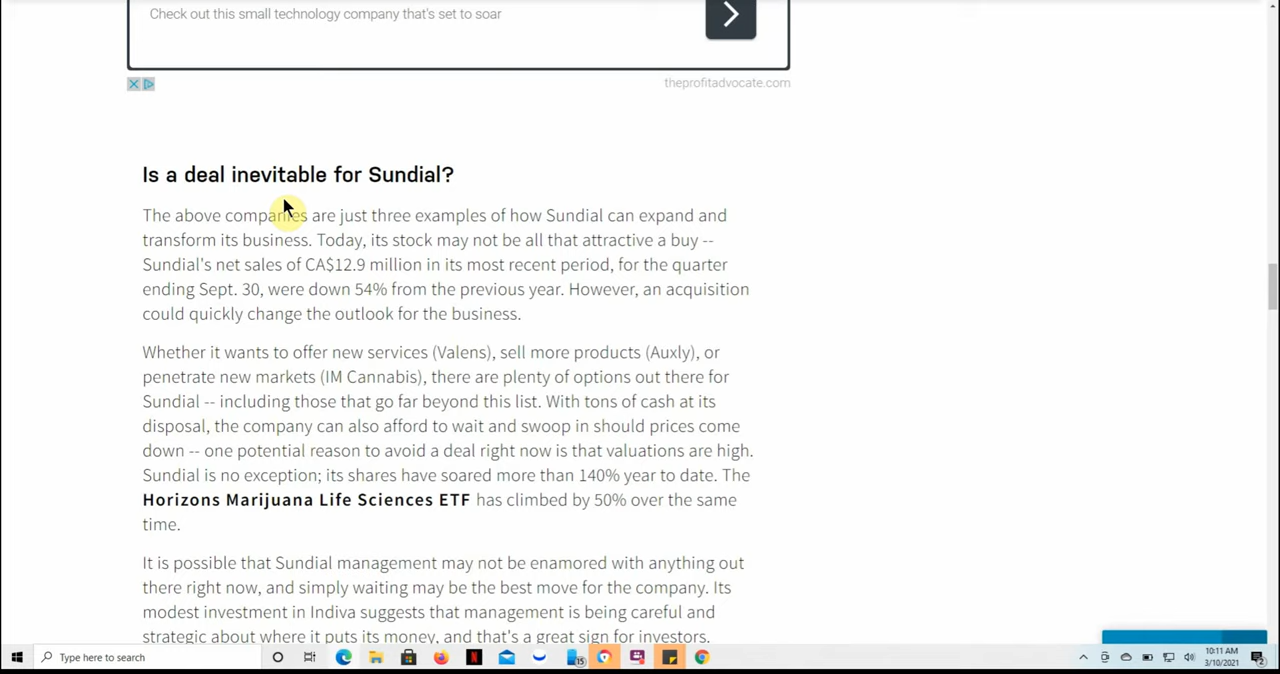 Check out this small technology company that's set to soar
theprofitadvocate.com
Is a deal inevitable for Sundial?
The above companies are just three examples of how Sundial can expand and
transform its business. Today, its stock may not be all that attractive a buy --
Sundial's net sales of CA$12.9 million in its most recent period, for the quarter
ending Sept. 30, were down 54% from the previous year. However, an acquisition
could quickly change the outlook for the business.
Whether it wants to offer new services (Valens), sell more products (Auxly), or
penetrate new markets (IM Cannabis), there are plenty of options out there for
Sundial -- including those that go far beyond this list. With tons of cash at its
disposal, the company can also afford to wait and swoop in should prices come
down -- one potential reason to avoid a deal right now is that valuations are high.
Sundial is no exception; its shares have soared more than 140% year to date. The
Horizons Marijuana Life Sciences ETF has climbed by 50% over the same
time.
It is possible that Sundial management may not be enamored with anything out
there right now, and simply waiting may be the best move for the company. Its
modest investment in Indiva suggests that management is being careful and
strategic about where it puts its money, and that's a great sign for investors.
Type here to search
15
10:11 AM
3/10/2021
2